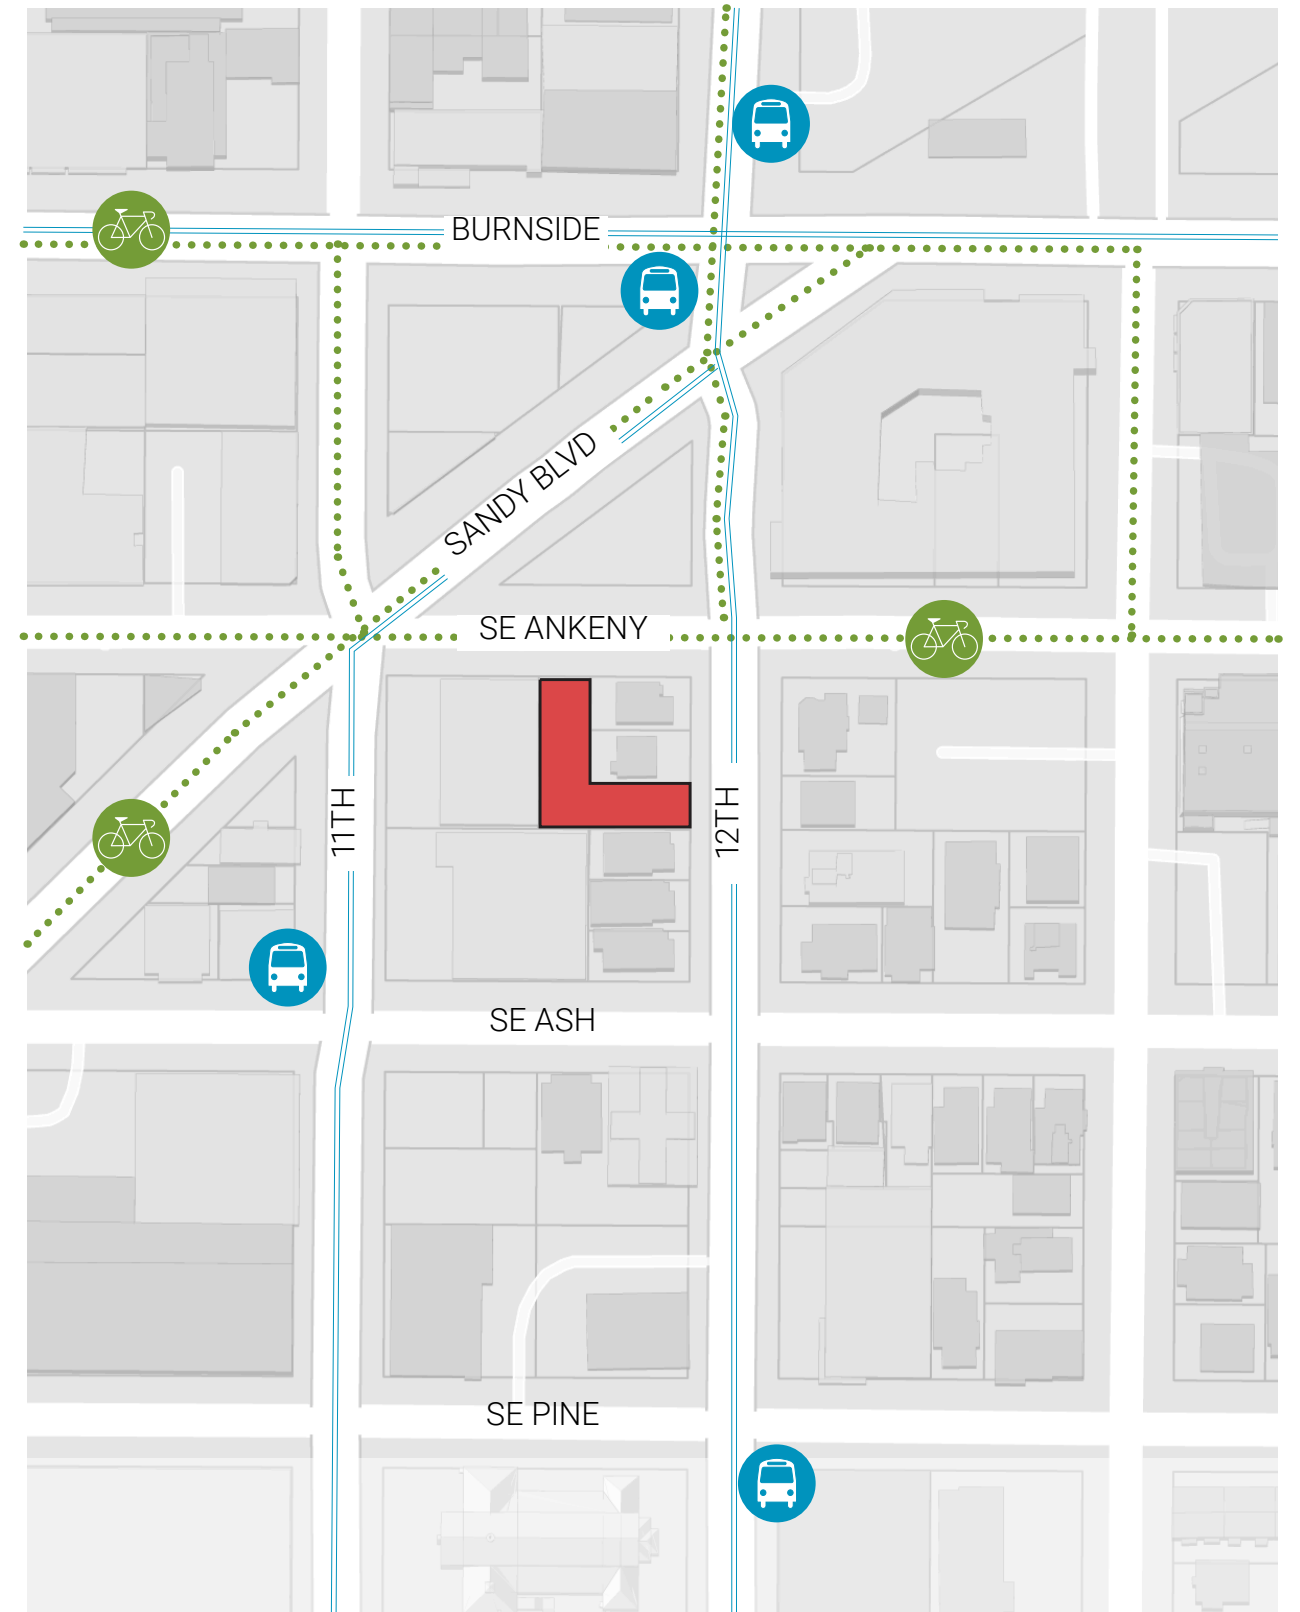 BURNSIDE
SANDY BLVD
SE ANKENY
11TH
12TH
SE ASH
SE PINE